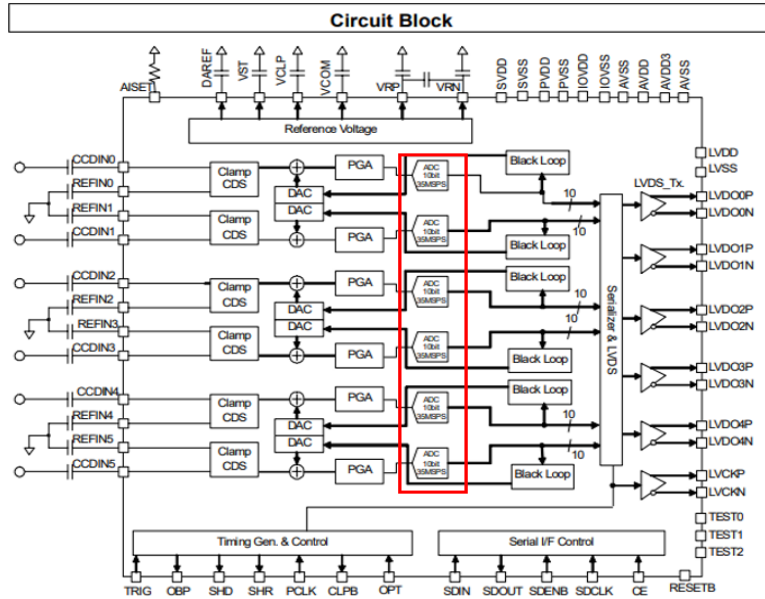 Circuit Block
AISET
DAREF
VST
VCLP
VCOM
VRP
VRN
SVDD
SVSS
PVDD
PVSS
IOVDD
IOVSS
AVSS
AVDD
AVDD3
AVSS
Reference Voltage
LVDD
LVSS
CCDIN0
REFIN0
REFIN1
CCDIN1
Clamp
CDS
Clamp
CDS
DAC
DAC
PGA
PGA
ADC
10bit
35MSPS
ADC
10bit
35MSPS
Black Loop
Black Loop
10
10
LVDS_Tx.
LVDO0P
LVDO0N
LVDO1P
LVDO1N
CCDIN2
REFIN2
REFIN3
CCDIN3
Clamp
CDS
Clamp
CDS
DAC
DAC
PGA
PGA
ADC
10bit
35MSPS
ADC
10bit
35MSPS
Black Loop
Black Loop
10
10
Serializer & LVDS
LVDO2P
LVDO2N
LVDO3P
LVDO3N
CCDIN4
REFIN4
REFIN5
CCDIN5
Clamp
CDS
Clamp
CDS
DAC
DAC
PGA
PGA
ADC
10bit
35MSPS
ADC
10bit
35MSPS
Black Loop
Black Loop
10
10
LVDO4P
LVDO4N
LVCKP
LVCKN
TEST0
TEST1
TEST2
Timing Gen. & Control
Serial I/F Control
TRIG
OBP
SHD
SHR
PCLK
CLPB
OPT
SDIN
SDOUT
SDENB
SDCLK
CE
RESETB